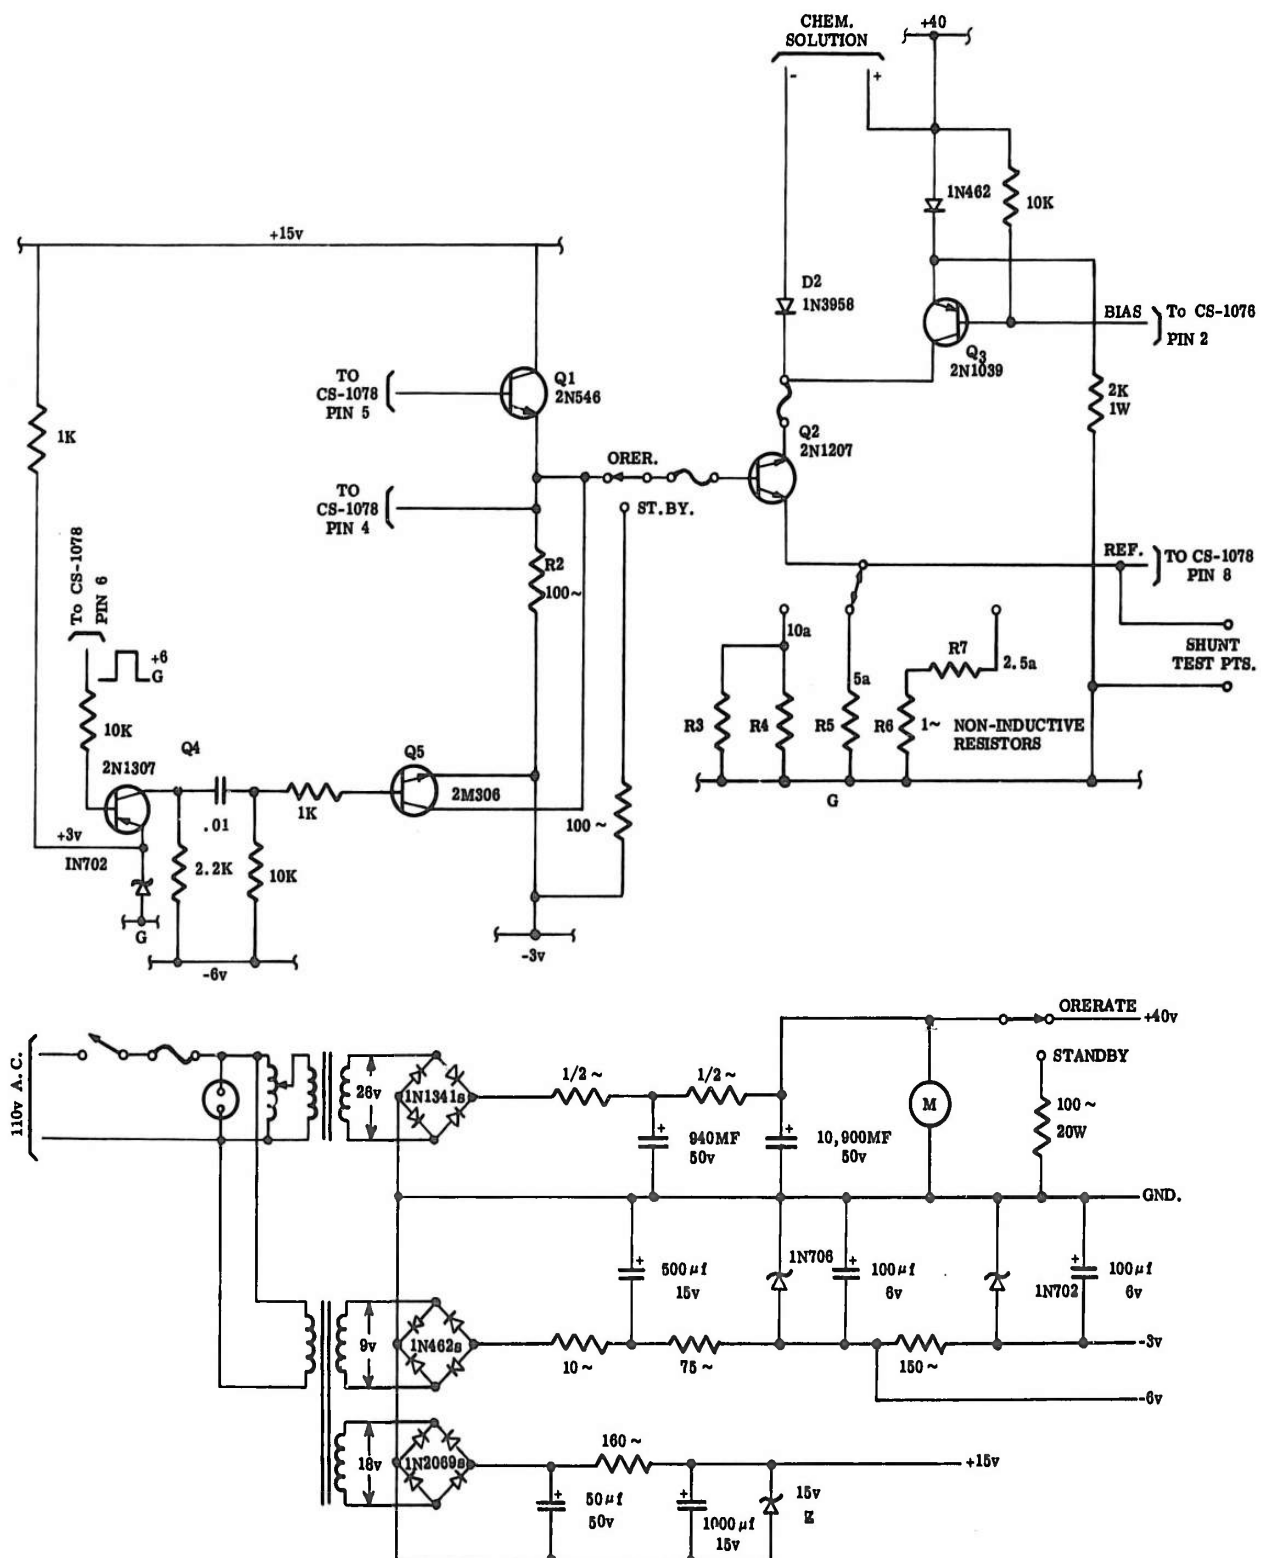 CHEM.
SOLUTION
-
+
+40
1N462
10K
+15v
D2
1N3958
BIAS
To CS-1076
PIN 2
Q3
2N1039
TO
CS-1078
PIN 5
Q1
2N546
2K
1W
1K
Q2
2N1207
ORER.
TO
CS-1078
PIN 4
ST.BY.
To CS-1078
PIN 6
REF.
TO CS-1078
PIN 8
R2
100~
+6
G
10a
R7
2.5a
SHUNT
TEST PTS.
5a
R3
R4
R5
R6
1~
NON-INDUCTIVE
RESISTORS
10K
Q4
2N1307
Q5
2M306
1K
.01
G
100~
+3v
IN702
2.2K
10K
G
-6v
-3v
110v A.C.
26v
1N1341s
1/2~
1/2~
940MF
50v
10,900MF
50v
M
ORERATE
+40v
STANDBY
100~
20W
GND.
500µf
15v
1N706
100µf
6v
1N702
+
100µf
6v
9v
1N462s
10~
75~
150~
-3v
-6v
18v
1N2069s
160~
+15v
50µf
50v
1000µf
15v
15v
Z